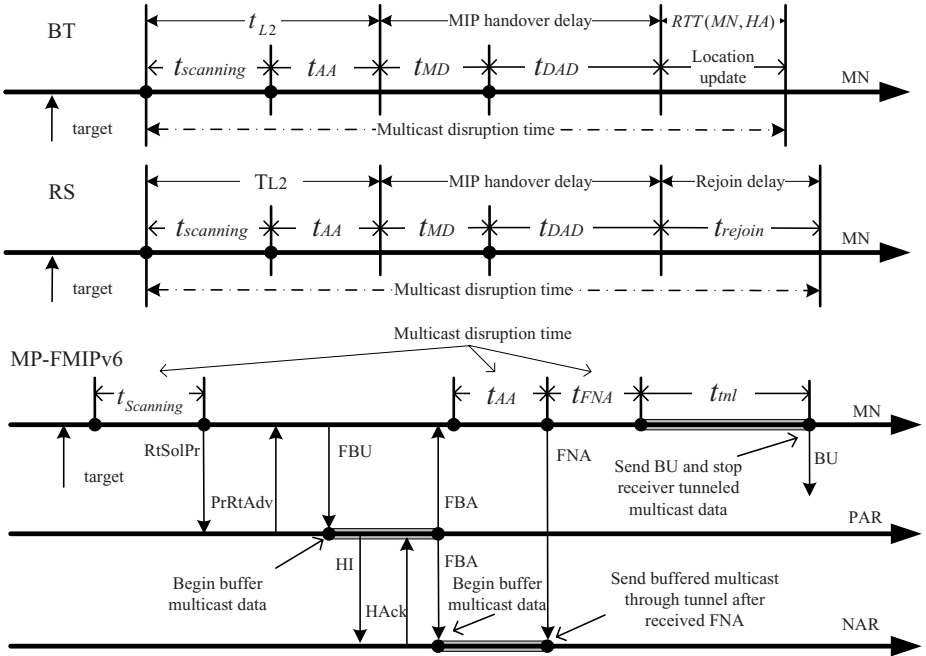 BT
t_L2
MIP handover delay
RTT(MN,HA)
t_scanning
t_AA
t_MD
t_DAD
Location
update
MN
target
Multicast disruption time
RS
TL2
MIP handover delay
Rejoin delay
t_scanning
t_AA
t_MD
t_DAD
t_rejoin
MN
target
Multicast disruption time
Multicast disruption time
MP-FMIPv6
t_Scanning
t_AA
t_FNA
t_tnl
MN
target
RtSolPr
PrRtAdv
FBU
FBA
FNA
Send BU and stop
receiver tunneled
multicast data
BU
PAR
Begin buffer
multicast data
HI
HAck
FBA
Begin buffer
multicast data
Send buffered multicast
through tunnel after
received FNA
NAR